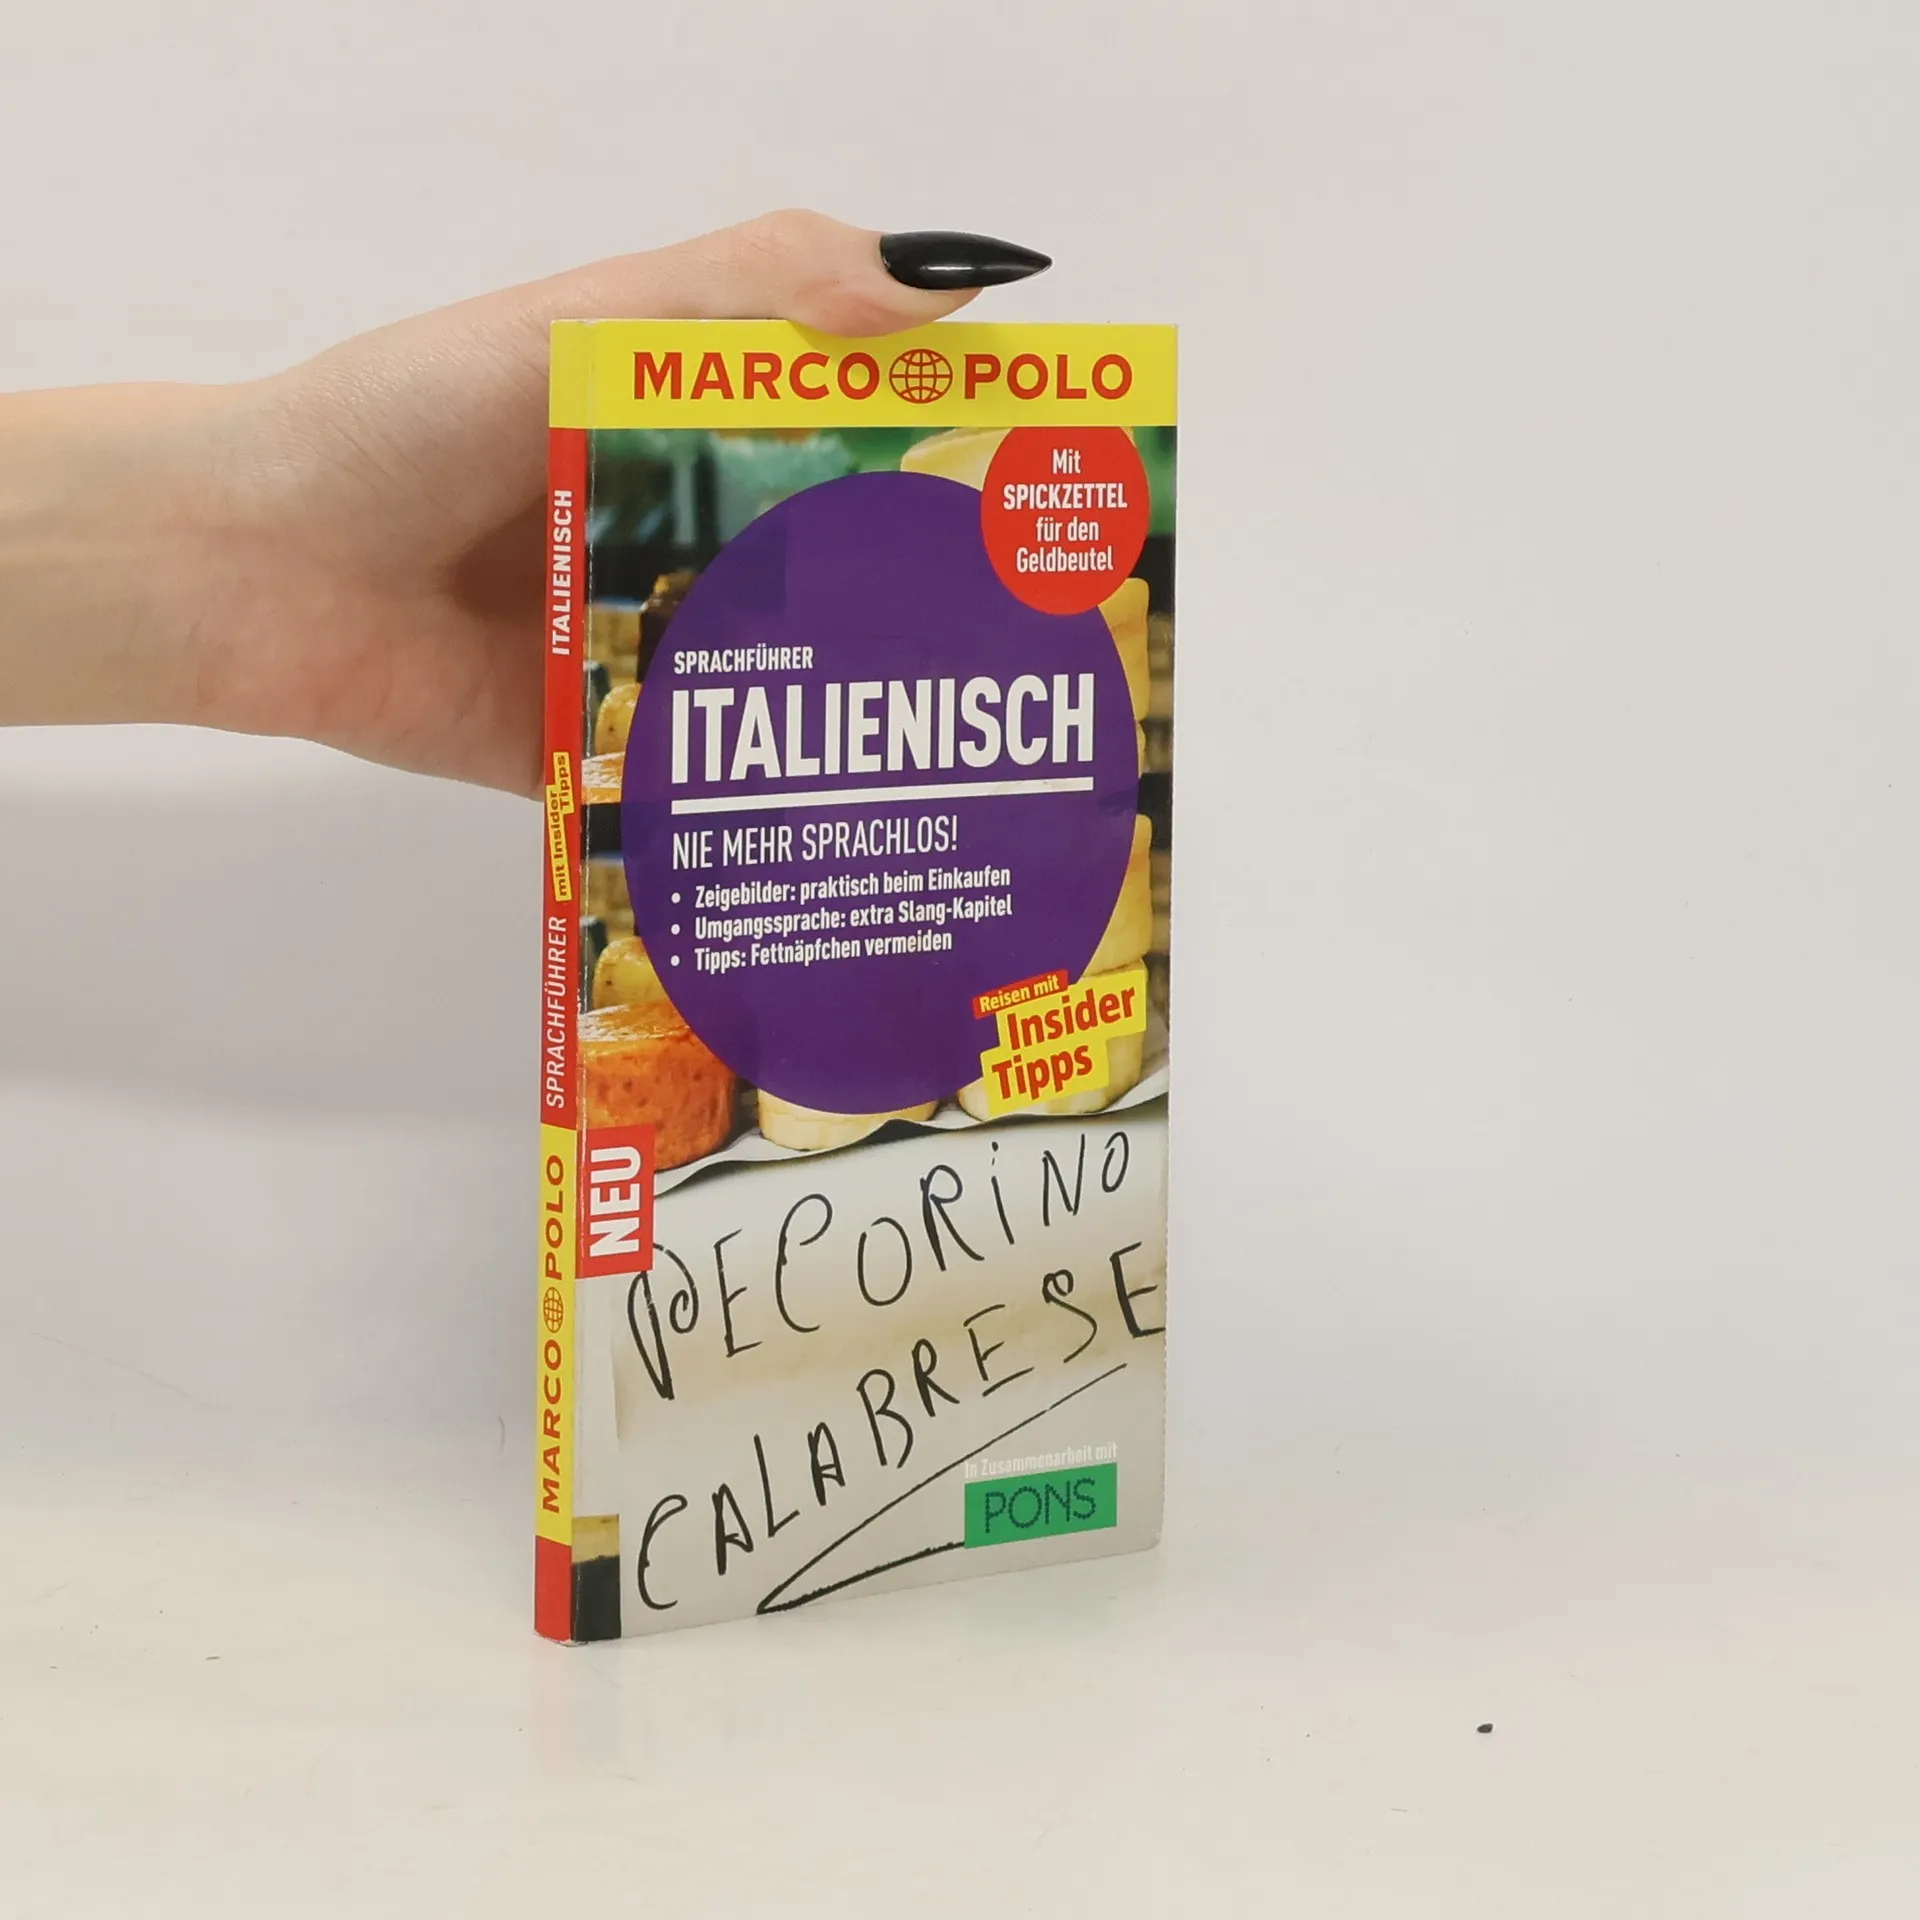 MARCO POLO
Mit
SPICKZETTEL
für den
Geldbeutel
SPRACHFÜHRER
ITALIENISCH
NIE MEHR SPRACHLOS!
• Zeigebilder: praktisch beim Einkaufen
• Umgangssprache: extra Slang-Kapitel
• Tipps: Fettnäpfchen vermeiden
Reisen mit
Insider
Tipps
NEU
PECORiNO
CALABRESE
In Zusammenarbeit mit
PONS
MARCO POLO SPRACHFÜHRER mit Insider Tipps ITALIENISCH